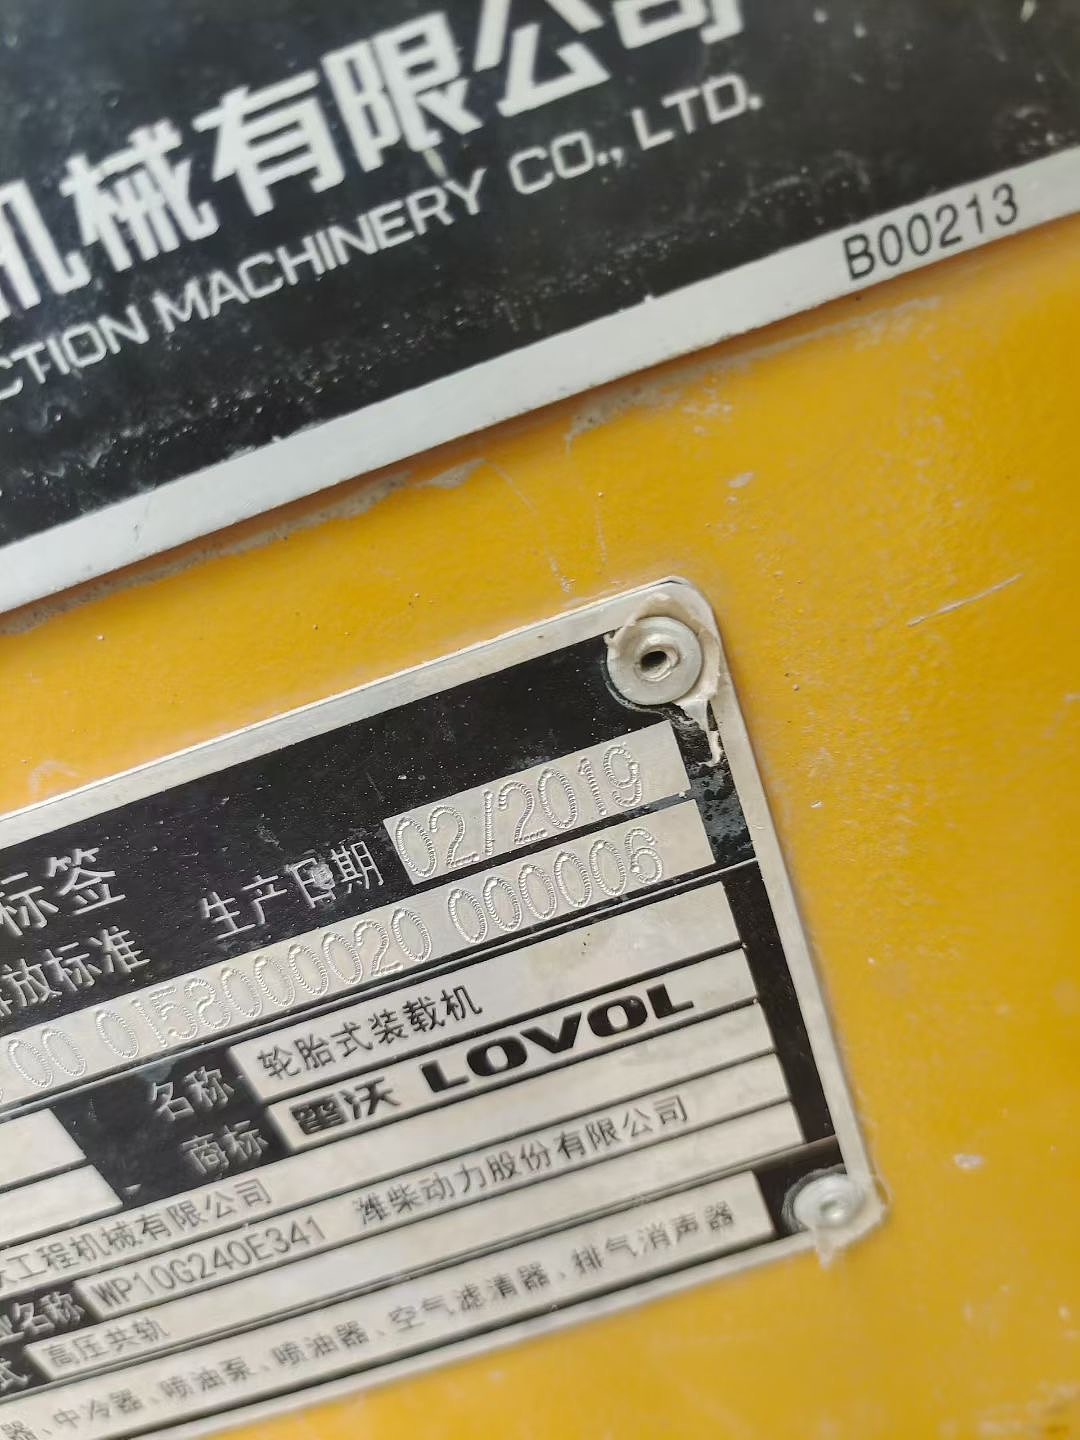 机械有限公司
CTION MACHINERY CO., LTD.
B00213
标签
生产日期 02/2019
排放标准
00 0158000020 000006
名称 轮胎式装载机
商标 雷沃 LOVOL
沃工程机械有限公司
名称 WP10G240E341 潍柴动力股份有限公司
式 高压共轨
器、中冷器、喷油泵、喷油器、空气滤清器、排气消声器